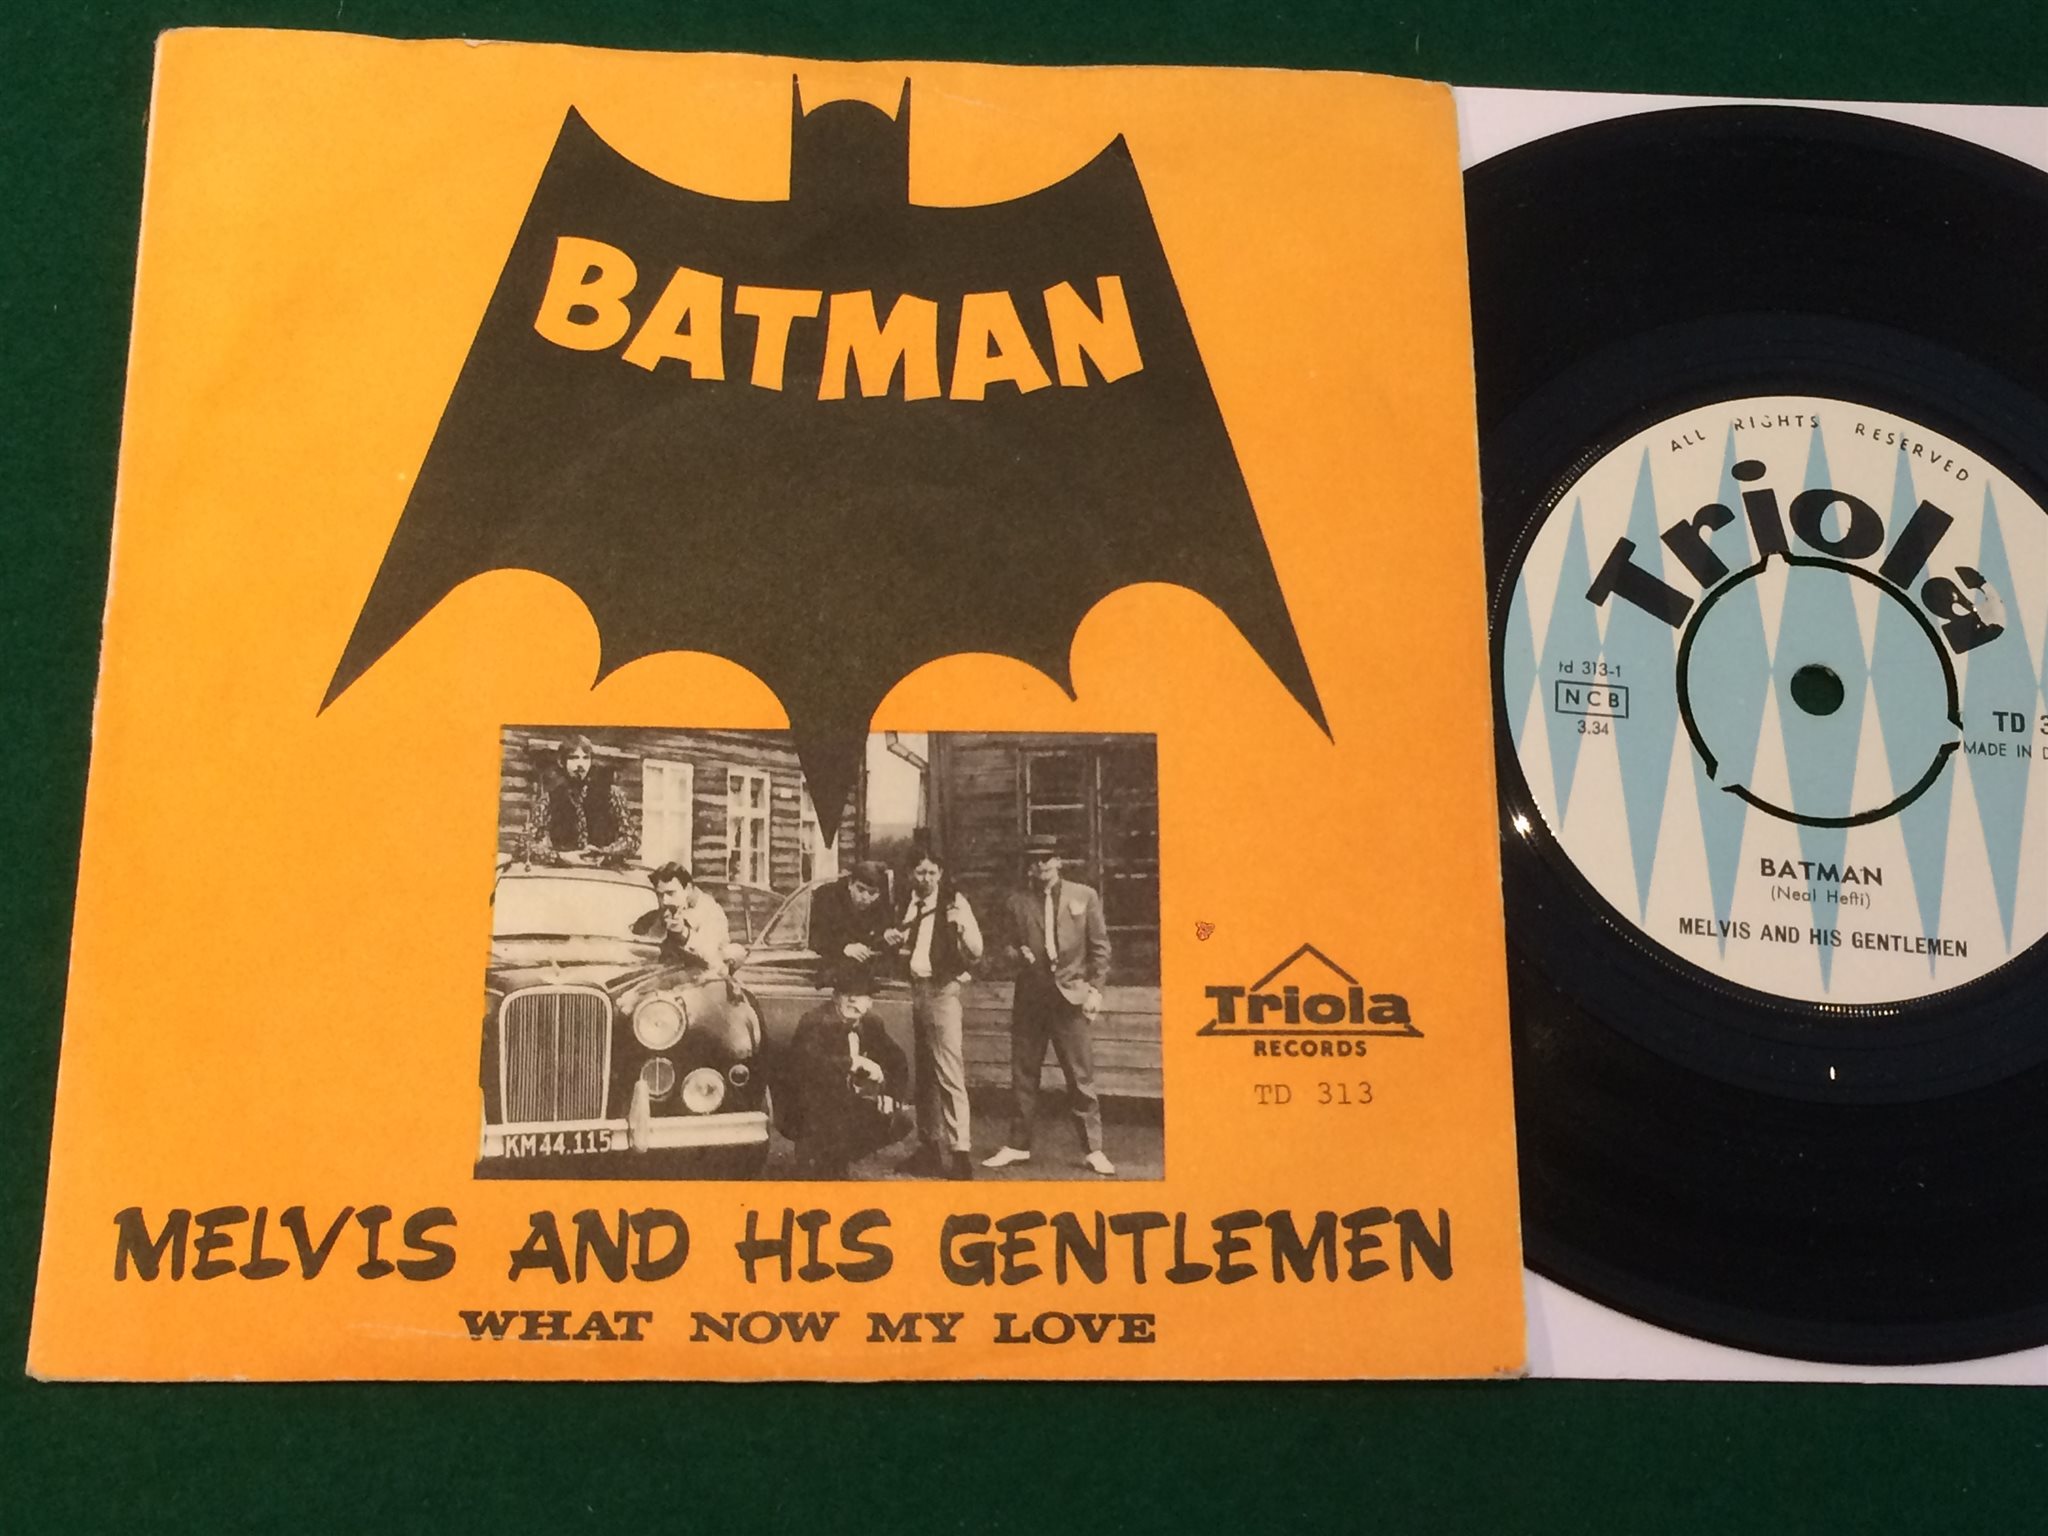 BATMAN
KM 44.115
Triola
RECORDS
TD 313
MELVIS AND HIS GENTLEMEN
WHAT NOW MY LOVE
ALL RIGHTS RESERVED
Triola
td 313-1
NCB
3.34
TD 3
MADE IN D
BATMAN
(Neal Hefti)
MELVIS AND HIS GENTLEMEN